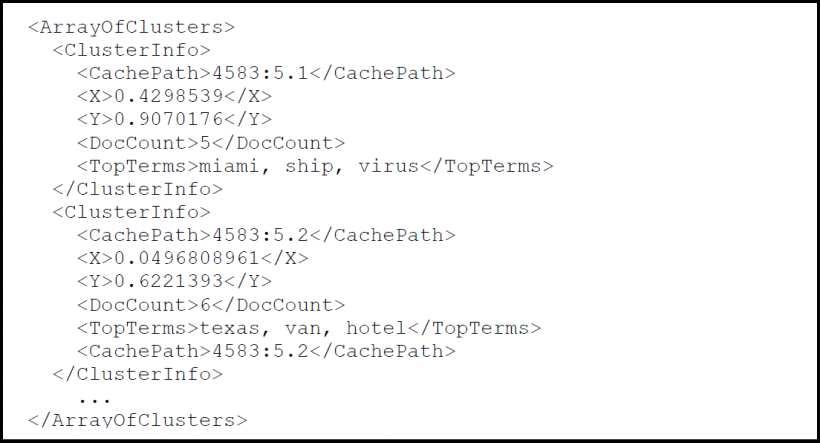 <ArrayOfClusters>
<ClusterInfo>
<CachePath>4583:5.1</CachePath>
<X>0.4298539</X>
<Y>0.9070176</Y>
<DocCount>5</DocCount>
<TopTerms>miami, ship, virus</TopTerms>
</ClusterInfo>
<ClusterInfo>
<CachePath>4583:5.2</CachePath>
<X>0.0496808961</X>
<Y>0.6221393</Y>
<DocCount>6</DocCount>
<TopTerms>texas, van, hotel</TopTerms>
<CachePath>4583:5.2</CachePath>
</ClusterInfo>
...
</ArrayOfClusters>